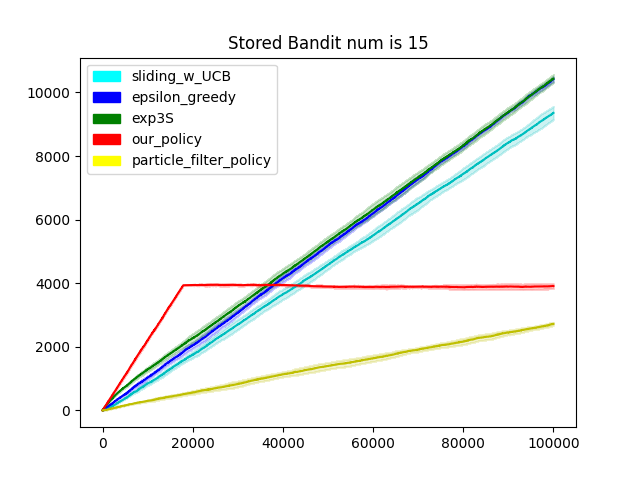 Stored Bandit num is 15
sliding_w_UCB
epsilon_greedy
exp3S
our_policy
particle_filter_policy
10000
8000
6000
4000
2000
0
0 20000 40000 60000 80000 100000